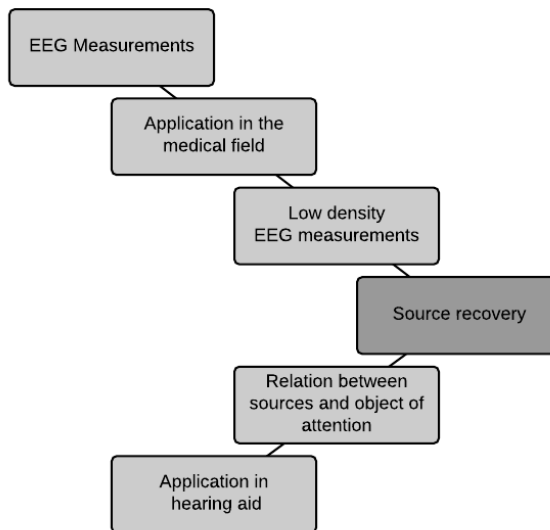 EEG Measurements
Application in the
medical field
Low density
EEG measurements
Source recovery
Relation between
sources and object of
attention
Application in
hearing aid